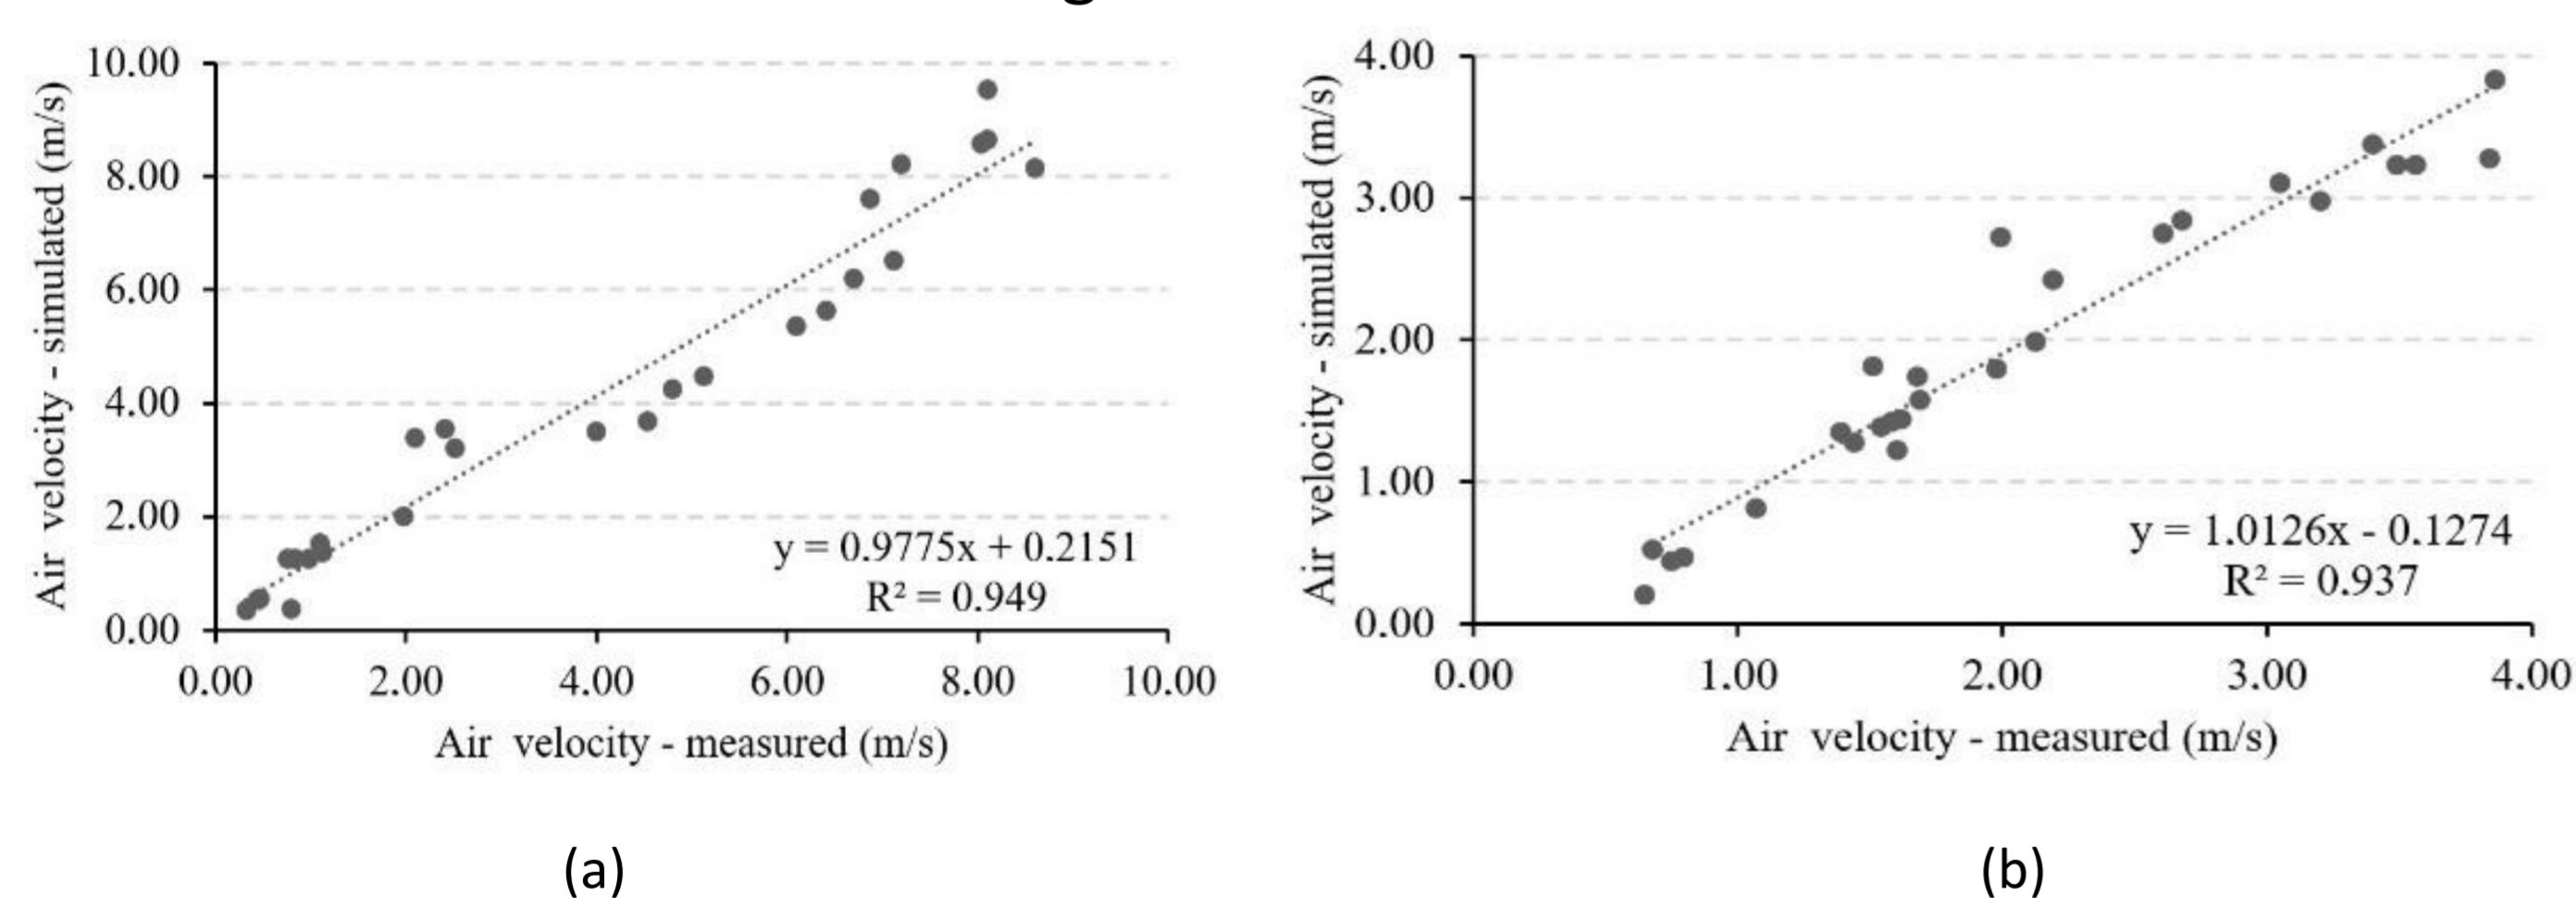 10.00
8.00
6.00
4.00
2.00
0.00
Air velocity - simulated (m/s)
y = 0.9775x + 0.2151
R² = 0.949
0.00 2.00 4.00 6.00 8.00 10.00
Air velocity - measured (m/s)
(a)
4.00
3.00
2.00
1.00
0.00
Air velocity - simulated (m/s)
y = 1.0126x - 0.1274
R² = 0.937
0.00 1.00 2.00 3.00 4.00
Air velocity - measured (m/s)
(b)